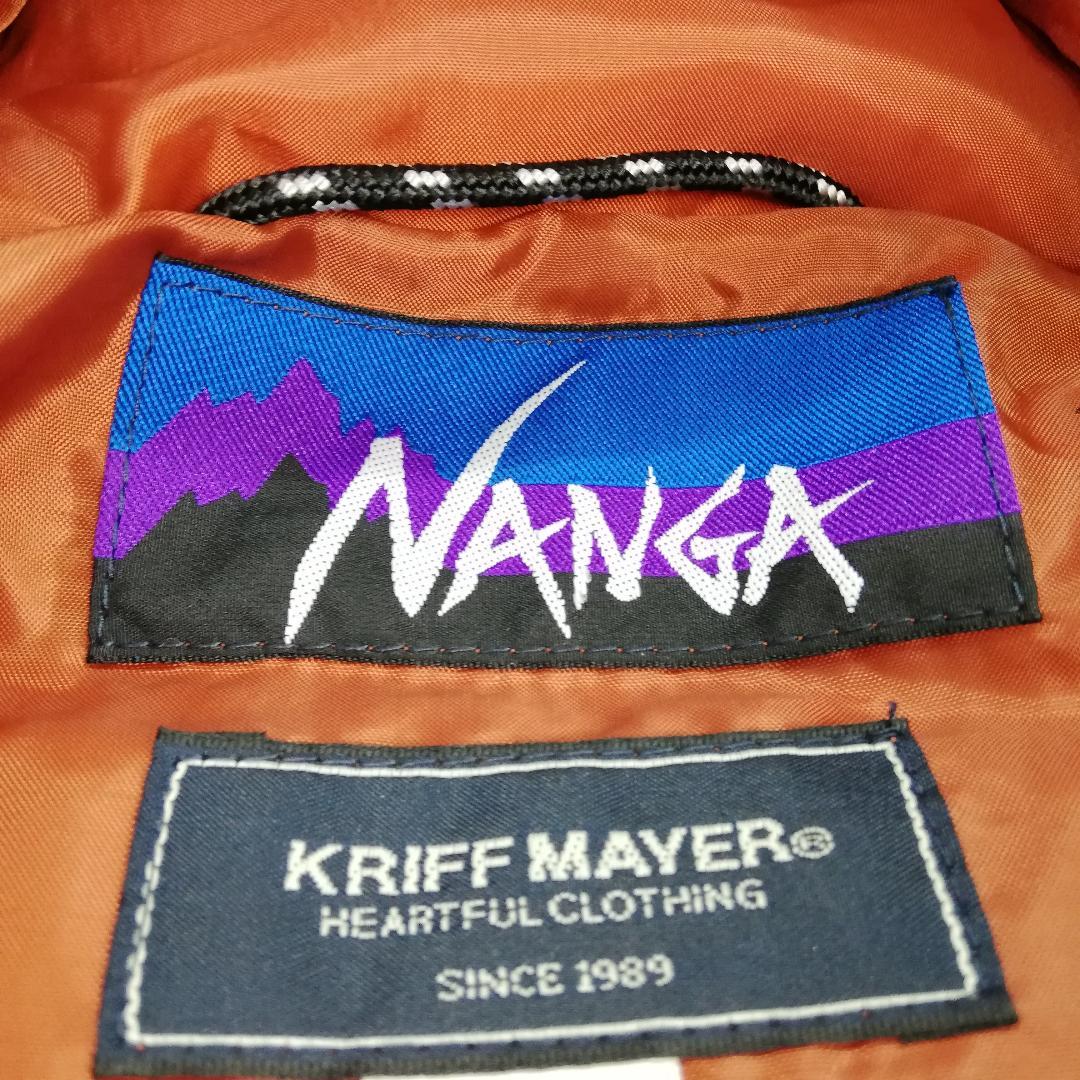 NANGA
KRIFF MAYER®
HEARTFUL CLOTHING
SINCE 1989